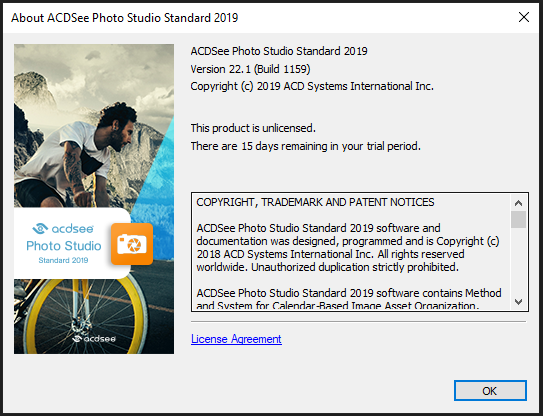 About ACDSee Photo Studio Standard 2019
ACDSee Photo Studio Standard 2019
Version 22.1 (Build 1159)
Copyright (c) 2019 ACD Systems International Inc.
This product is unlicensed.
There are 15 days remaining in your trial period.
acdsee
Photo Studio
Standard 2019
acdsee
COPYRIGHT, TRADEMARK AND PATENT NOTICES
ACDSee Photo Studio Standard 2019 software and
documentation was designed, programmed and is Copyright (c)
2018 ACD Systems International Inc. All rights reserved
worldwide. Unauthorized duplication strictly prohibited.
ACDSee Photo Studio Standard 2019 software contains Method
and System for Calendar-Based Image Asset Organization.
License Agreement
OK